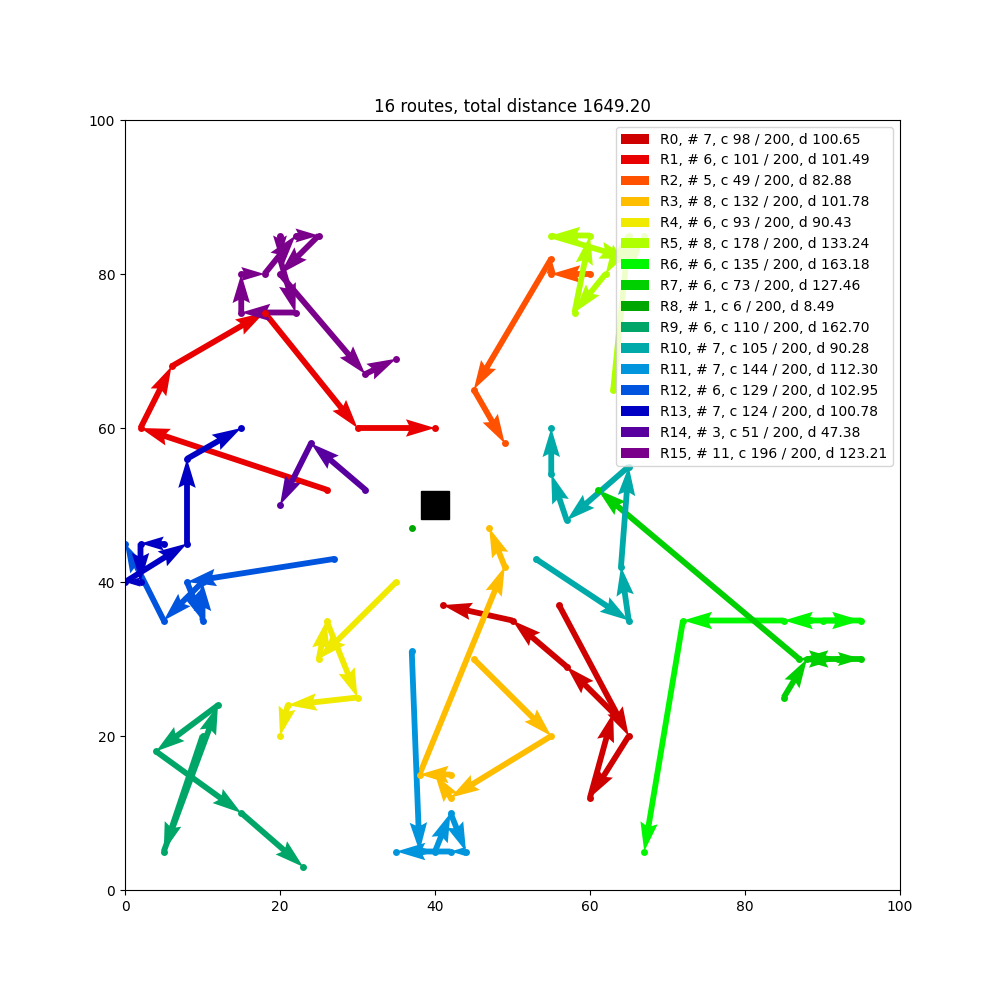 16 routes, total distance 1649.20
R0, # 7, c 98 / 200, d 100.65
R1, # 6, c 101 / 200, d 101.49
R2, # 5, c 49 / 200, d 82.88
R3, # 8, c 132 / 200, d 101.78
R4, # 6, c 93 / 200, d 90.43
R5, # 8, c 178 / 200, d 133.24
R6, # 6, c 135 / 200, d 163.18
R7, # 6, c 73 / 200, d 127.46
R8, # 1, c 6 / 200, d 8.49
R9, # 6, c 110 / 200, d 162.70
R10, # 7, c 105 / 200, d 90.28
R11, # 7, c 144 / 200, d 112.30
R12, # 6, c 129 / 200, d 102.95
R13, # 7, c 124 / 200, d 100.78
R14, # 3, c 51 / 200, d 47.38
R15, # 11, c 196 / 200, d 123.21
100
80
60
40
20
0
0 20 40 60 80 100